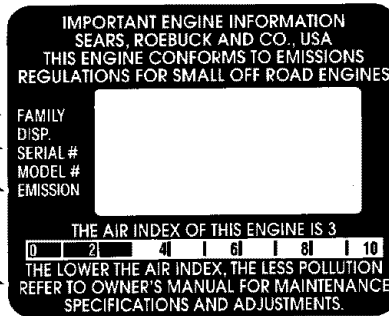 IMPORTANT ENGINE INFORMATION
SEARS, ROEBUCK AND CO., USA
THIS ENGINE CONFORMS TO EMISSIONS
REGULATIONS FOR SMALL OFF ROAD ENGINES
FAMILY
DISP.
SERIAL #
MODEL #
EMISSION
THE AIR INDEX OF THIS ENGINE IS 3
0 2 4 6 8 10
THE LOWER THE AIR INDEX, THE LESS POLLUTION
REFER TO OWNER'S MANUAL FOR MAINTENANCE
SPECIFICATIONS AND ADJUSTMENTS.